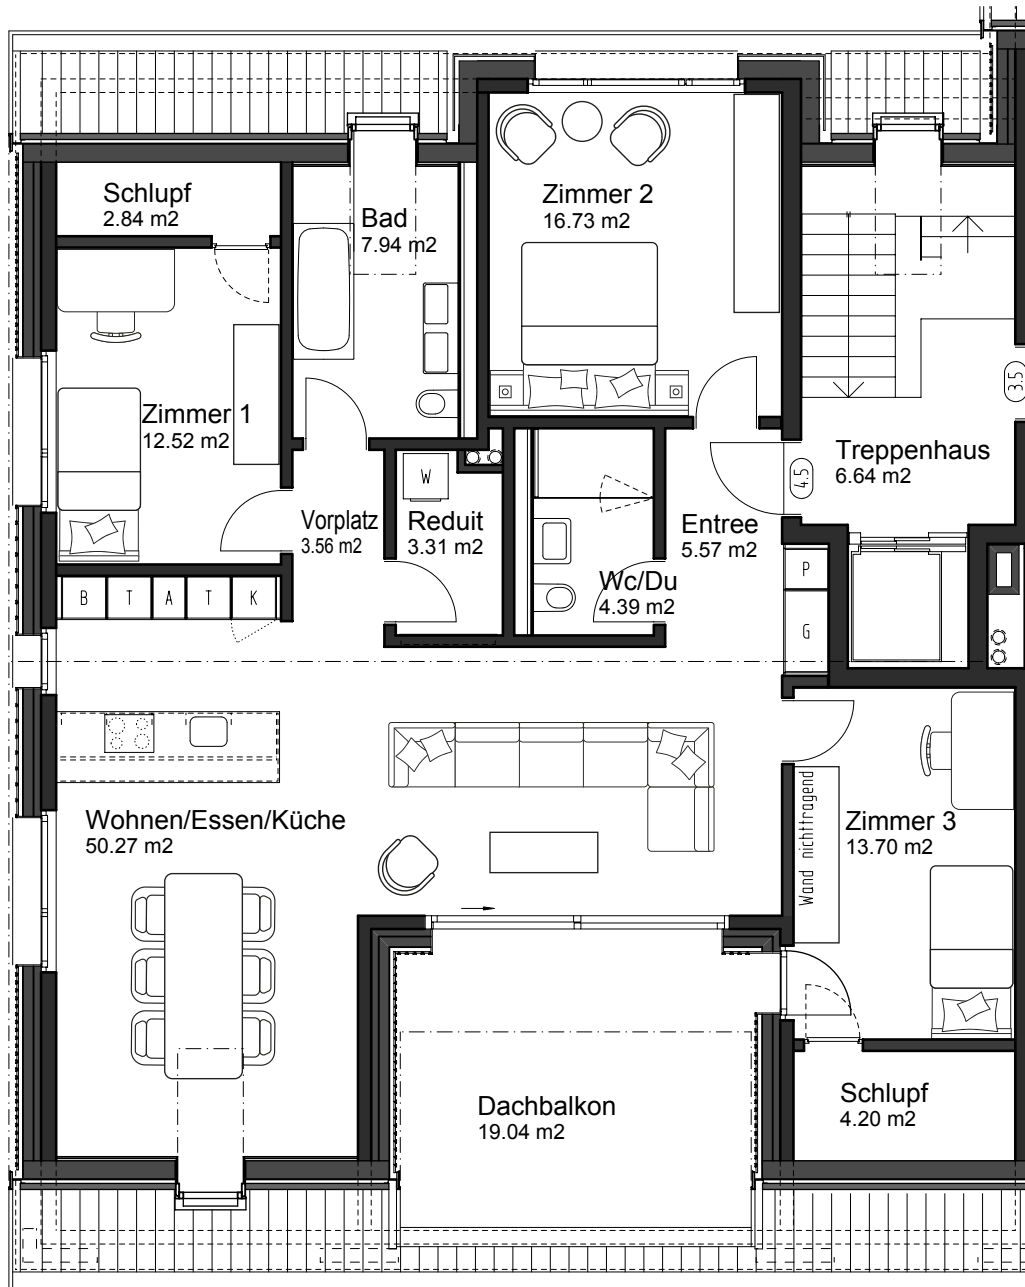 Schlupf
2.84 m2
Bad
7.94 m2
Zimmer 2
16.73 m2
3.5
Zimmer 1
12.52 m2
Treppenhaus
6.64 m2
4.5
W
Vorplatz
3.56 m2
Reduit
3.31 m2
Entree
5.57 m2
Wc/Du
4.39 m2
P
G
B
T
A
T
K
Wohnen/Essen/Küche
50.27 m2
Wand nichttragend
Zimmer 3
13.70 m2
Dachbalkon
19.04 m2
Schlupf
4.20 m2